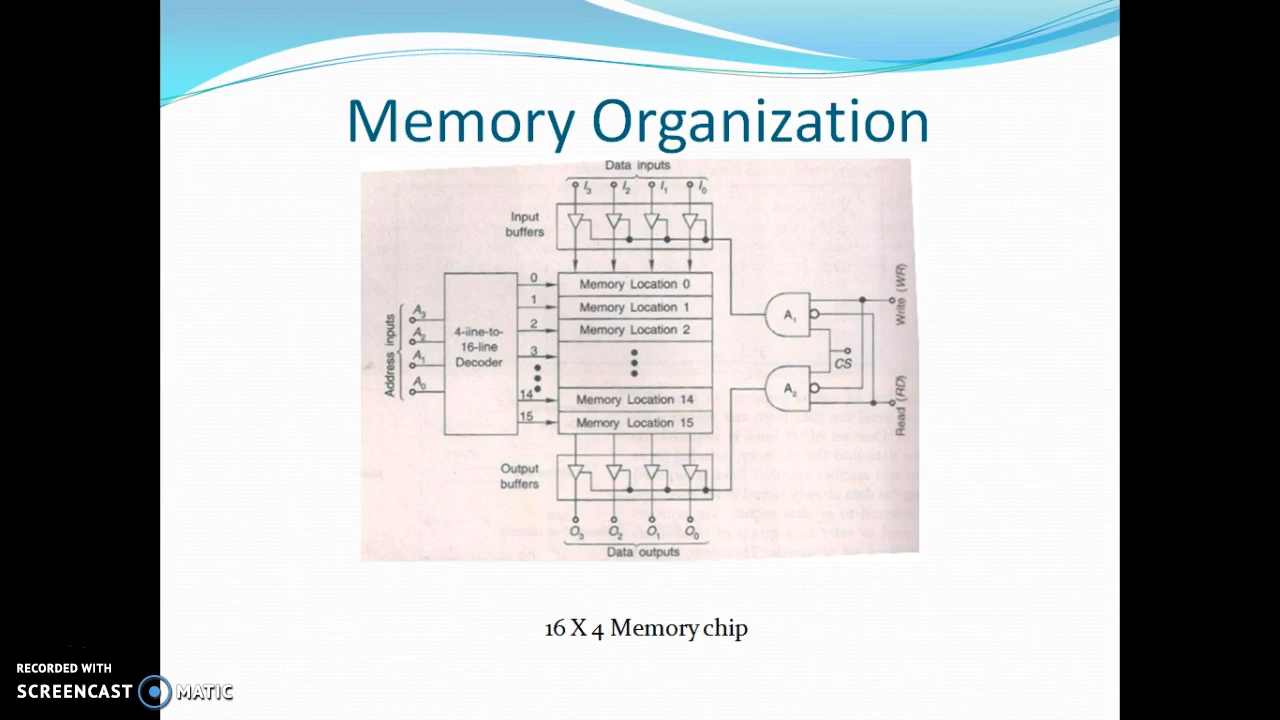 Memory Organization
Data inputs
I3 I2 I1 I0
Input
buffers
0
Memory Location 0
1
Memory Location 1
2
Memory Location 2
3
14
Memory Location 14
15
Memory Location 15
Address inputs
A3
A2
A1
A0
4-line-to-
16-line
Decoder
A1
A2
CS
Write (WR)
Read (RD)
Output
buffers
O3 O2 O1 O0
Data outputs
16 X 4 Memory chip
RECORDED WITH
SCREENCAST MATIC